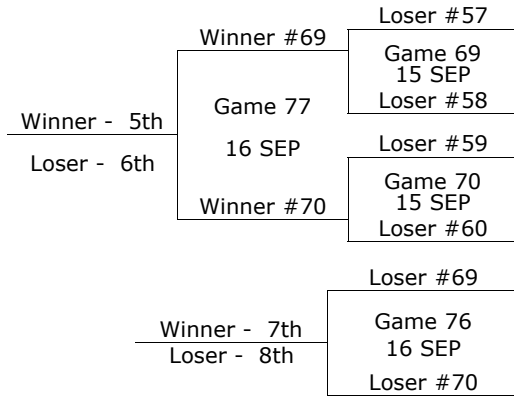 Loser #57
Winner #69
Game 69
15 SEP
Loser #58
Game 77
Winner - 5th
Loser #59
16 SEP
Loser - 6th
Game 70
15 SEP
Winner #70
Loser #60
Loser #69
Game 76
Winner - 7th
16 SEP
Loser - 8th
Loser #70